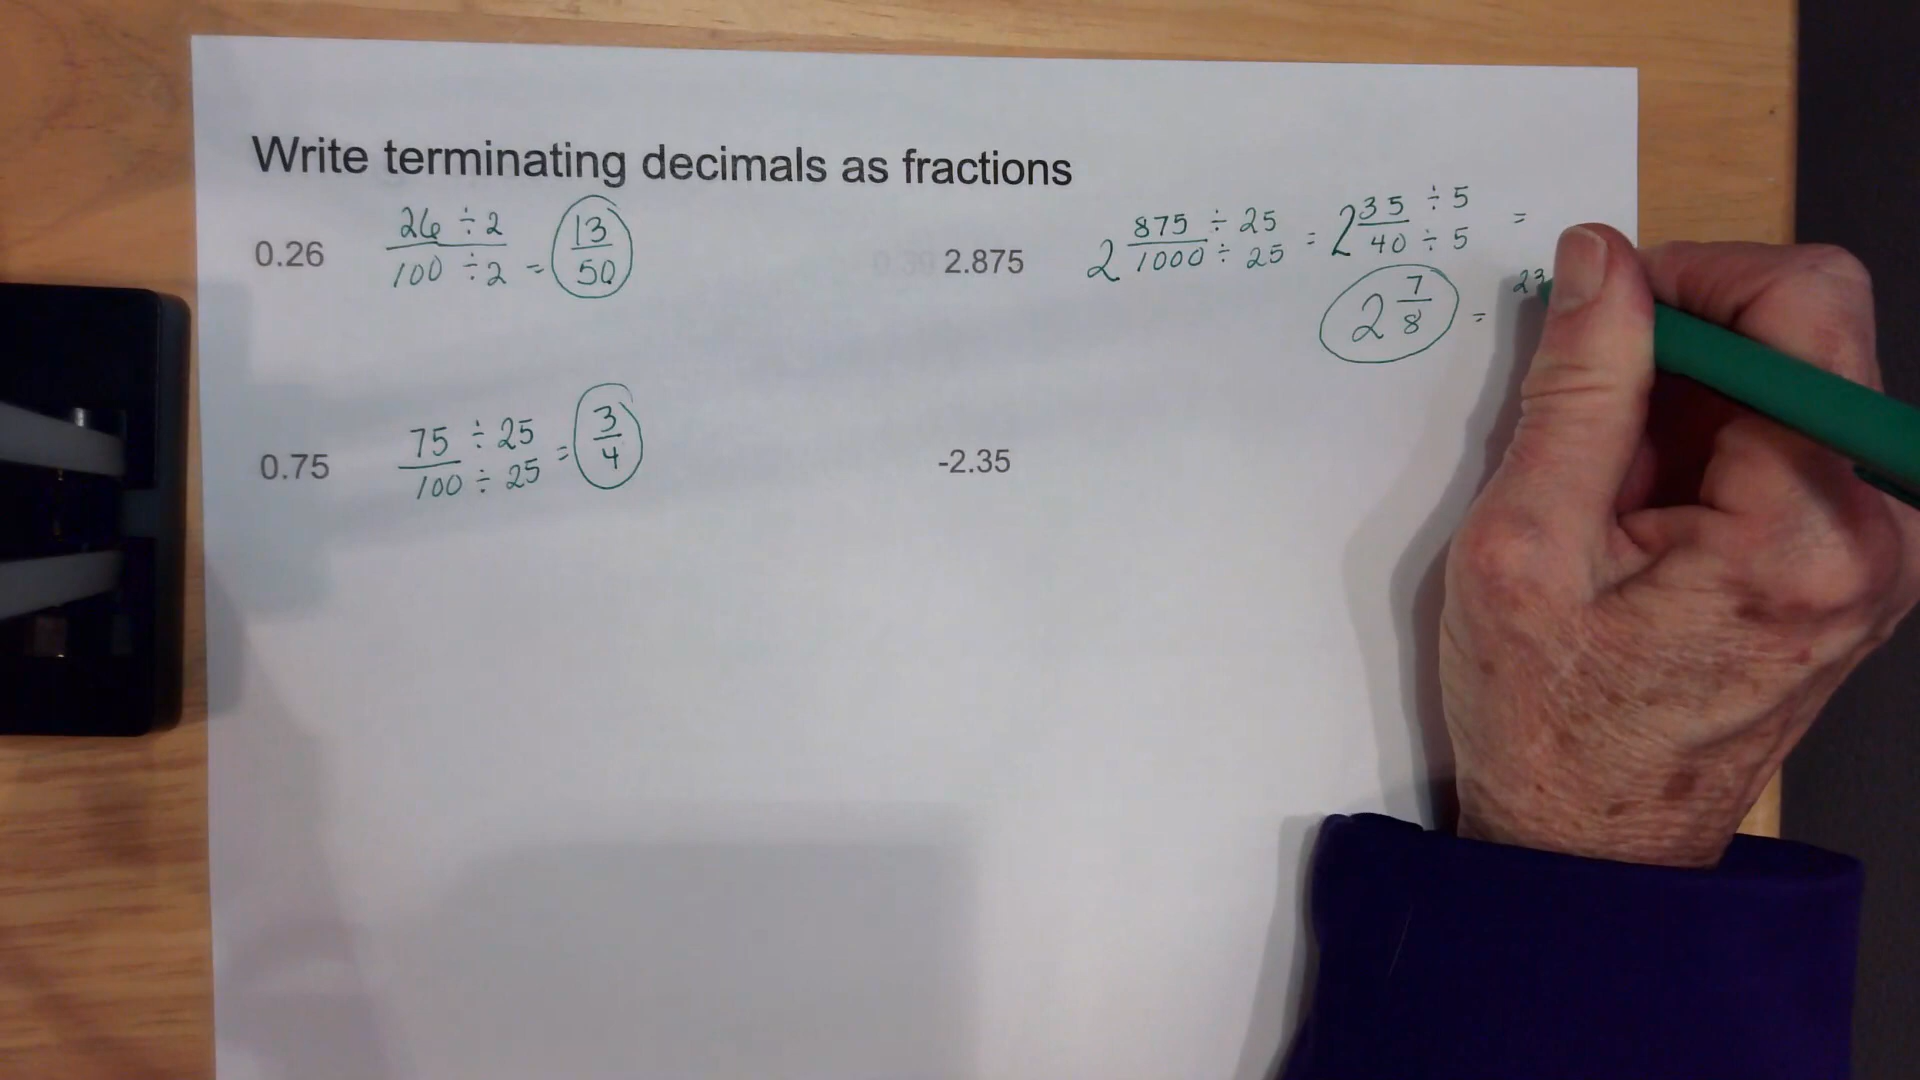 Write terminating decimals as fractions
0.26 26 ÷ 2 / 100 ÷ 2 = 13/50
2.875 2 875 ÷ 25 / 1000 ÷ 25 = 2 35 ÷ 5 / 40 ÷ 5 =
2 7/8 = 23
0.75 75 ÷ 25 / 100 ÷ 25 = 3/4
-2.35